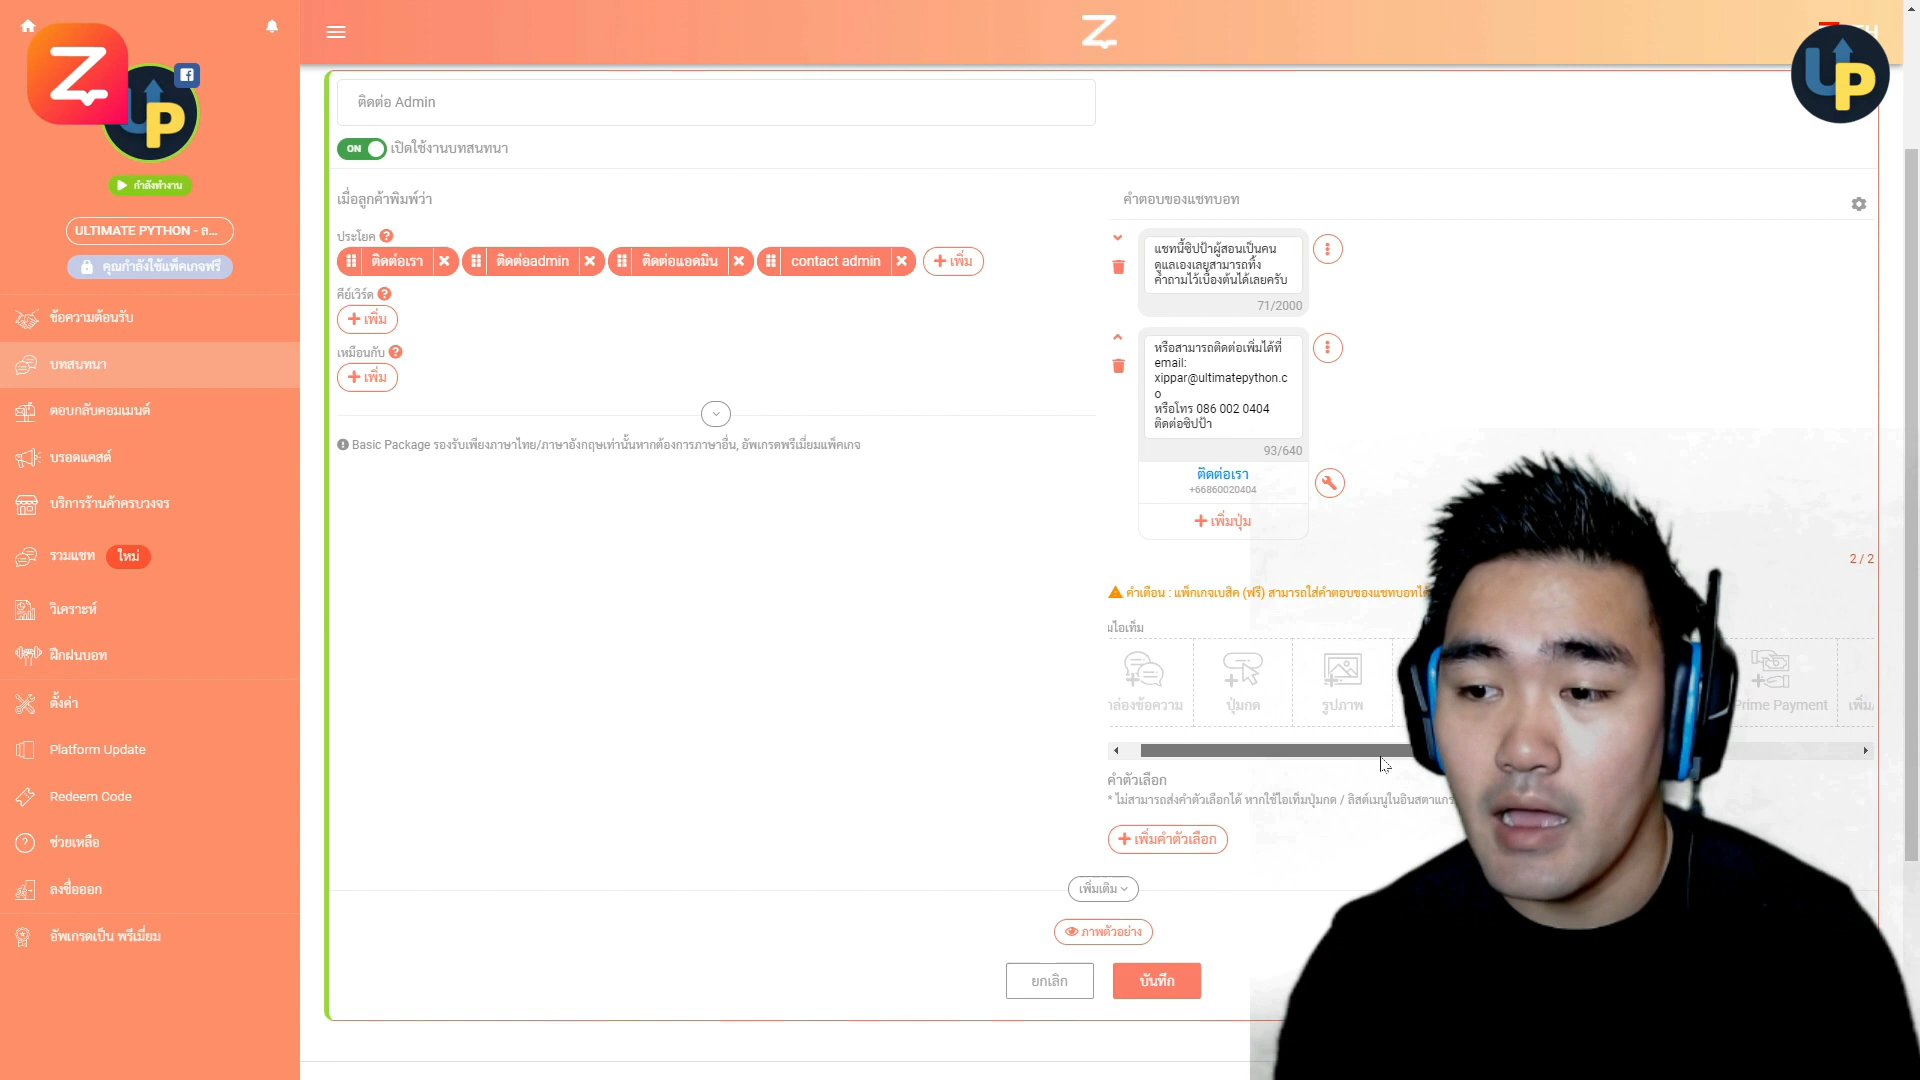 Z
UP
กำลังทำงาน
ULTIMATE PYTHON - ส...
คุณกำลังใช้แพ็คเกจฟรี
ข้อความต้อนรับ
บทสนทนา
ตอบกลับคอมเมนต์
บรอดแคสต์
บริการร้านค้าครบวงจร
รวมแชท ใหม่
วิเคราะห์
ฝึกฝนบอท
ตั้งค่า
Platform Update
Redeem Code
ช่วยเหลือ
ลงชื่อออก
อัพเกรดเป็น พรีเมี่ยม
Z
TH
UP
ติดต่อ Admin
ON เปิดใช้งานบทสนทนา
เมื่อลูกค้าพิมพ์ว่า
ประโยค
ติดต่อเรา ติดต่อadmin ติดต่อแอดมิน contact admin + เพิ่ม
คีย์เวิร์ด
+ เพิ่ม
เหมือนกับ
+ เพิ่ม
Basic Package รองรับเพียงภาษาไทย/ภาษาอังกฤษเท่านั้นหากต้องการภาษาอื่น, อัพเกรดพรีเมี่ยมแพ็คเกจ
คำตอบของแชทบอท
แชทนี้ซิปป้าผู้สอนเป็นคน
ดูแลเองเลยสามารถทิ้ง
คำถามไว้เบื้องต้นได้เลยครับ
71/2000
หรือสามารถติดต่อเพิ่มได้ที่
email:
xippar@ultimatepython.c
o
หรือโทร 086 002 0404
ติดต่อซิปป้า
93/640
ติดต่อเรา
+66860020404
+ เพิ่มปุ่ม
2 / 2
คำเตือน : แพ็กเกจเบสิค (ฟรี) สามารถใส่คำตอบของแชทบอทได้
นไอเท็ม
กล่องข้อความ ปุ่มกด รูปภาพ Prime Payment เพิ่ม
คำตัวเลือก
* ไม่สามารถส่งคำตัวเลือกได้ หากใช้ไอเท็มปุ่มกด / ลิสต์เมนูในอินสตาแกร
+ เพิ่มคำตัวเลือก
เพิ่มเติม
ภาพตัวอย่าง
ยกเลิก บันทึก